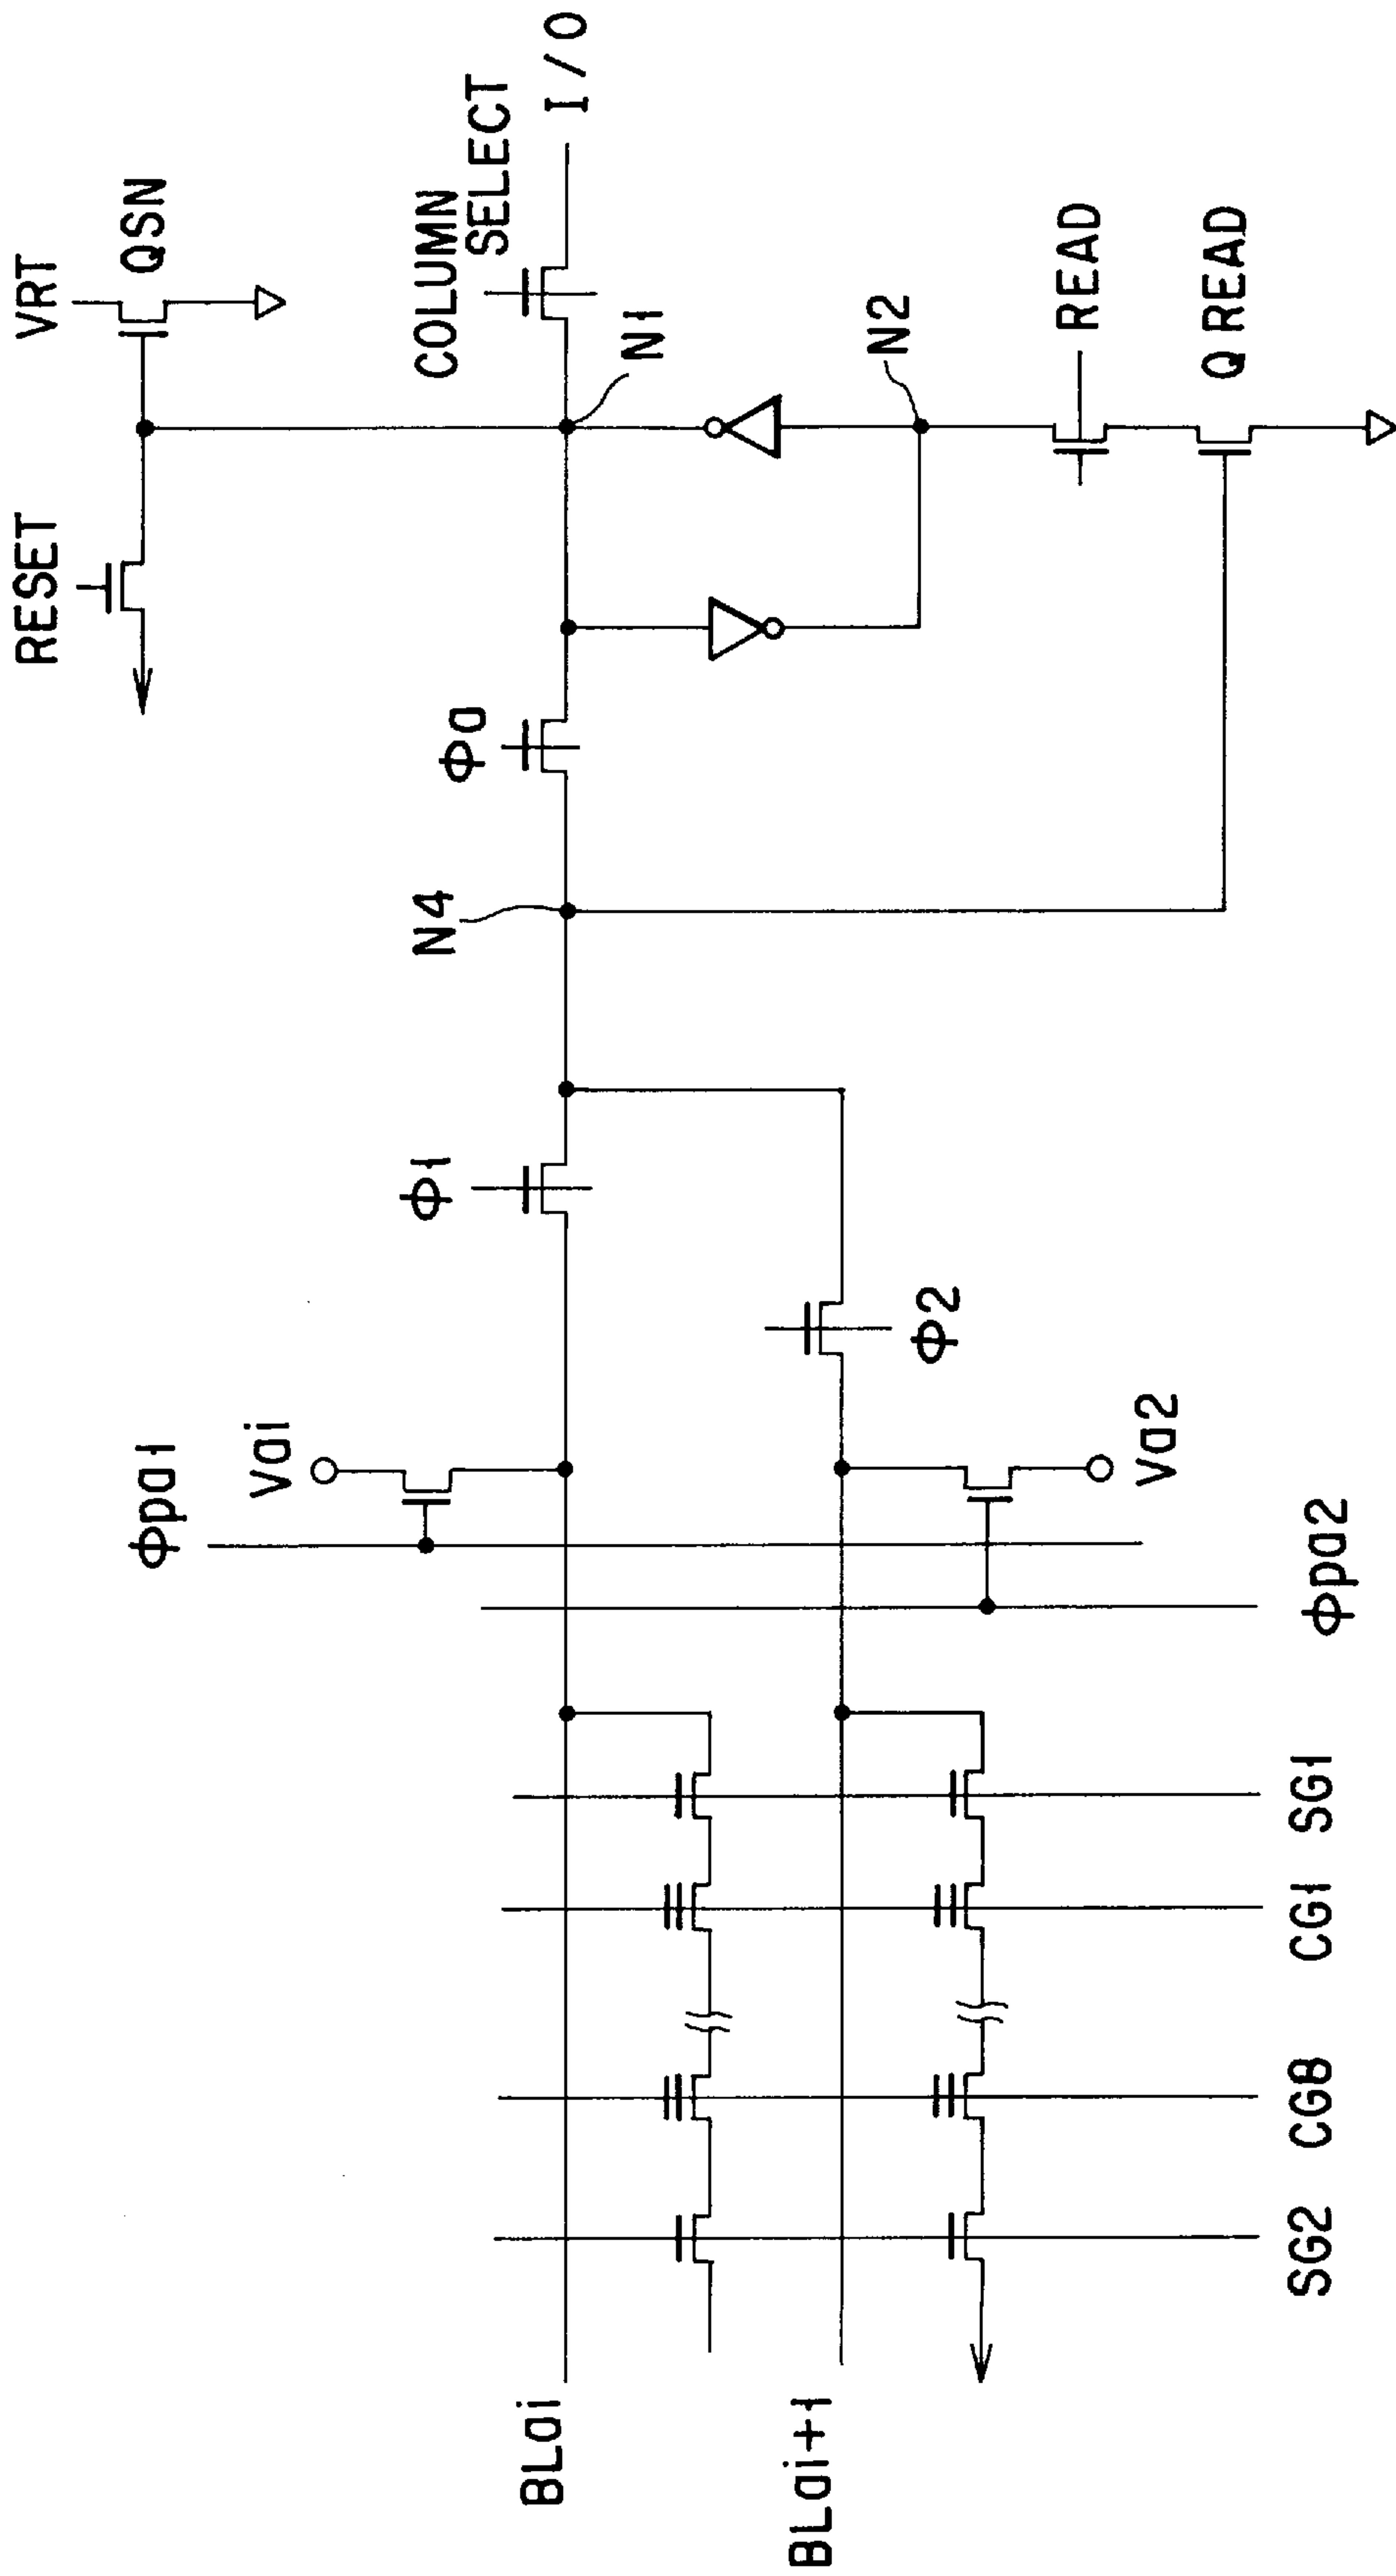 RESET
VRT
QSN
COLUMN
SELECT
I/O
N1
Φa
N4
Φ1
Φpa1
Va1
N2
READ
Q READ
Φ2
Va2
Φpa2
BLai
BLai+1
SG2
CG8
CG1
SG1